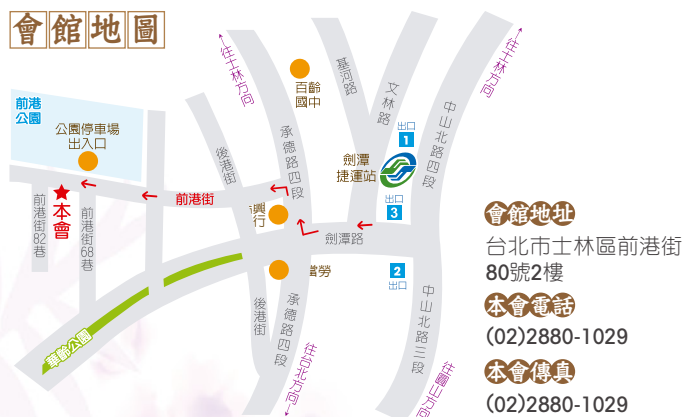 會館地圖
往士林方向
往士林方向
百齡
國中
基河路
文林路
中山北路四段
前港
公園
公園停車場
出入口
承德路四段
後港街
出口
1
劍潭
捷運站
出口
3
前港街
本會
前港街82巷
前港街68巷
興
行
劍潭路
2
出口
當勞
後港街
承德路四段
中山北路三段
華齡公園
往台北方向
往圓山方向
會館地址
台北市士林區前港街
80號2樓
本會電話
(02)2880-1029
本會傳真
(02)2880-1029